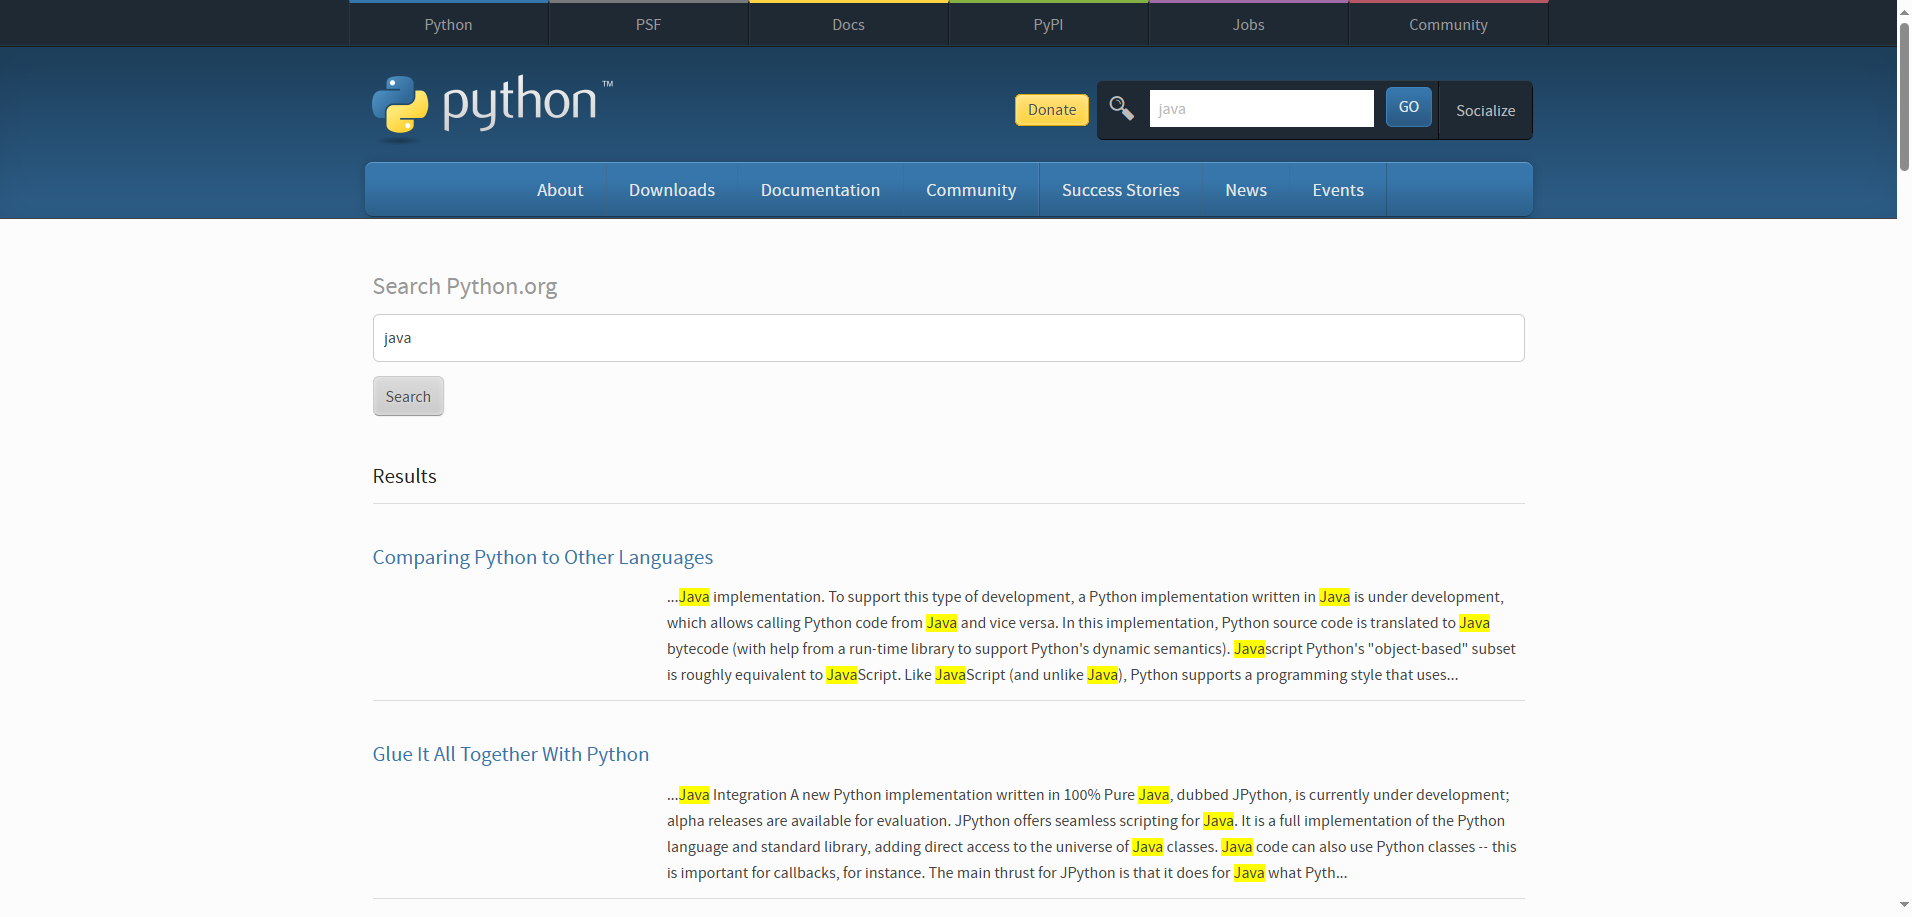 Python
PSF
Docs
PyPI
Jobs
Community
python™
Donate
java
GO
Socialize
About
Downloads
Documentation
Community
Success Stories
News
Events
Search Python.org
java
Search
Results
Comparing Python to Other Languages
...Java implementation. To support this type of development, a Python implementation written in Java is under development,
which allows calling Python code from Java and vice versa. In this implementation, Python source code is translated to Java
bytecode (with help from a run-time library to support Python's dynamic semantics). Javascript Python's "object-based" subset
is roughly equivalent to JavaScript. Like JavaScript (and unlike Java), Python supports a programming style that uses...
Glue It All Together With Python
...Java Integration A new Python implementation written in 100% Pure Java, dubbed JPython, is currently under development;
alpha releases are available for evaluation. JPython offers seamless scripting for Java. It is a full implementation of the Python
language and standard library, adding direct access to the universe of Java classes. Java code can also use Python classes -- this
is important for callbacks, for instance. The main thrust for JPython is that it does for Java what Pyth...